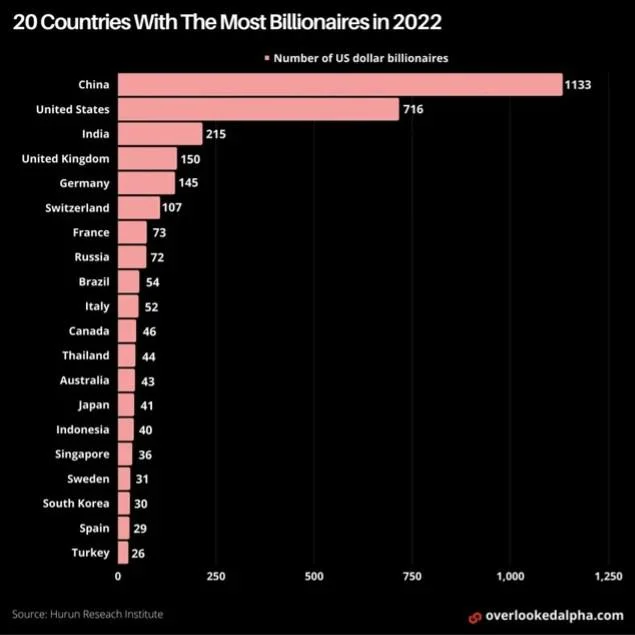 20 Countries With The Most Billionaires in 2022
Number of US dollar billionaires
China 1133
United States 716
India 215
United Kingdom 150
Germany 145
Switzerland 107
France 73
Russia 72
Brazil 54
Italy 52
Canada 46
Thailand 44
Australia 43
Japan 41
Indonesia 40
Singapore 36
Sweden 31
South Korea 30
Spain 29
Turkey 26
0 250 500 750 1,000 1,250
Source: Hurun Reseach Institute
overlookedalpha.com